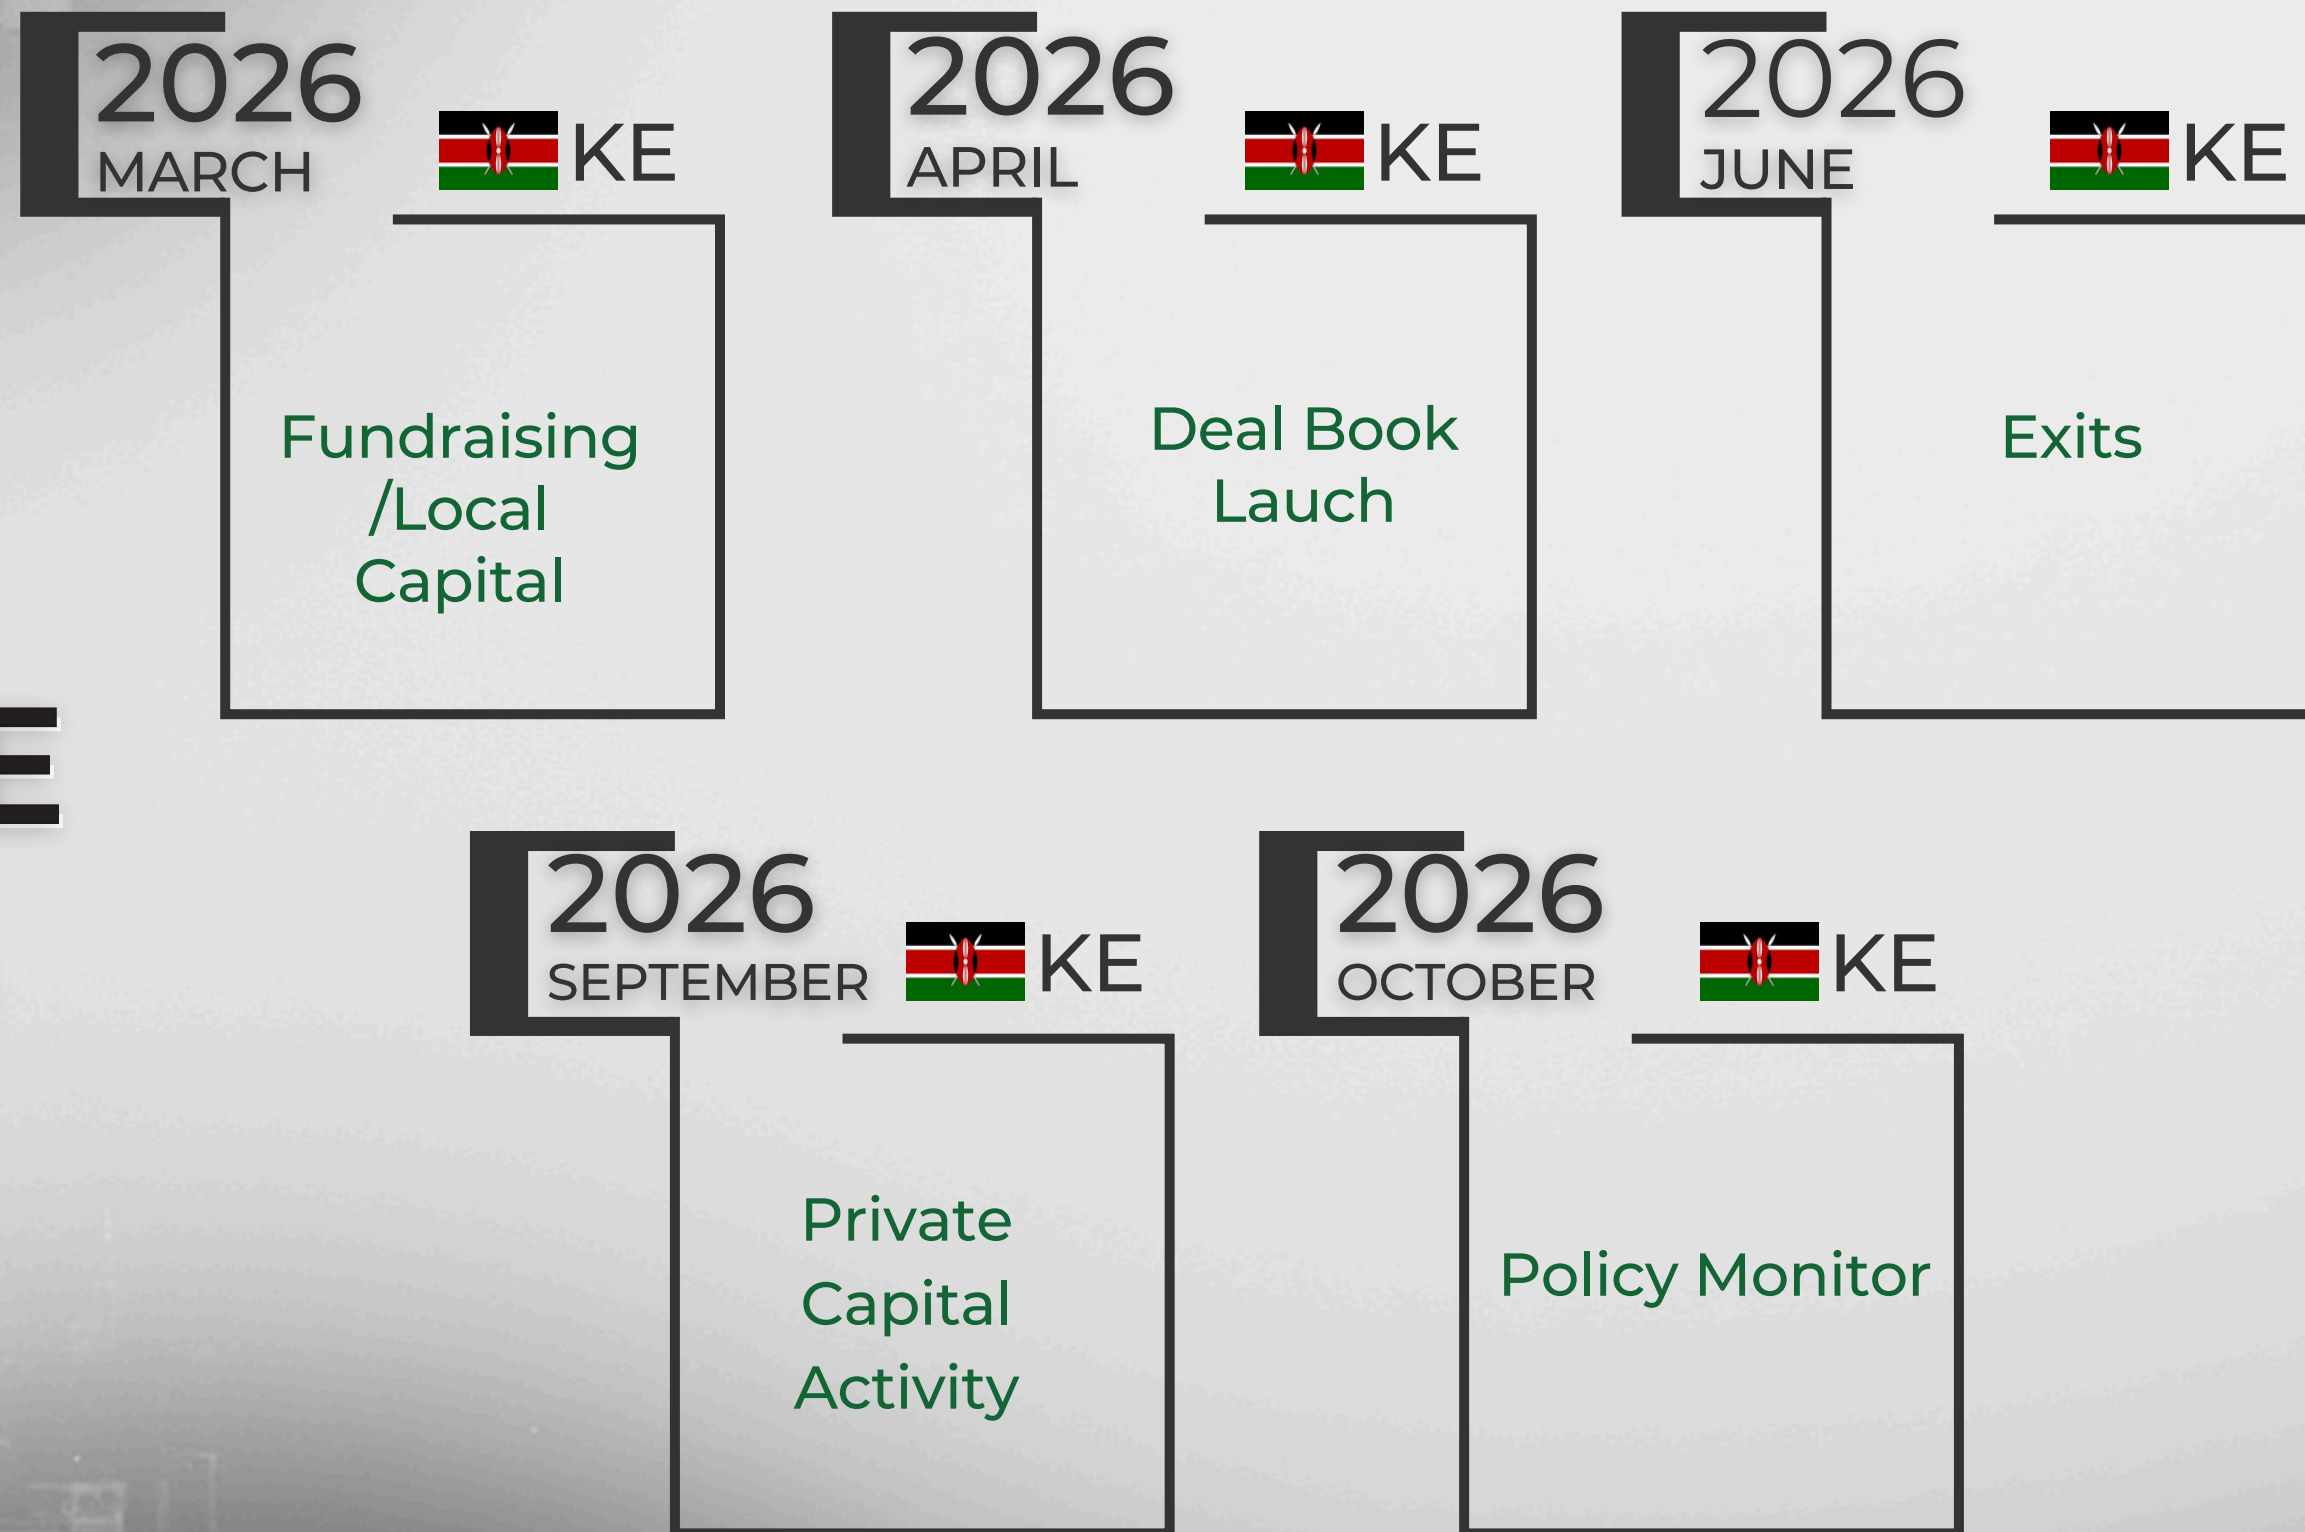 2026
MARCH
KE
Fundraising
/Local
Capital
2026
APRIL
KE
Deal Book
Lauch
2026
JUNE
KE
Exits
E
2026
SEPTEMBER
KE
Private
Capital
Activity
2026
OCTOBER
KE
Policy Monitor